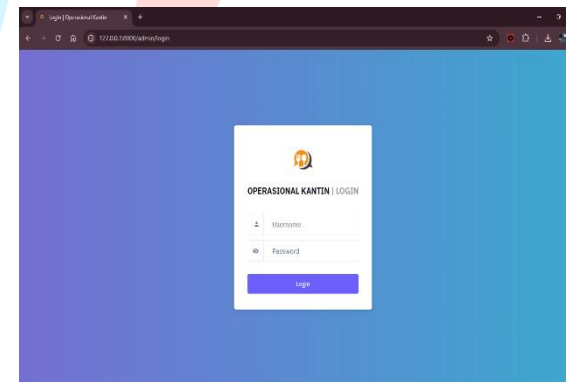 Login | Operasional Kantin
127.0.0.1:8000/admin/login
OPERASIONAL KANTIN | LOGIN
Username
Password
Login